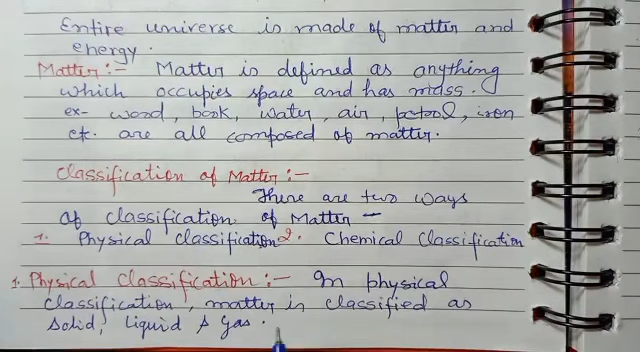 Entire universe is made of matter and
energy.
Matter:- Matter is defined as anything
which occupies space and has mass.
ex- wood, book, water, air, petrol, iron
etc. are all composed of matter.
Classification of Matter:-
There are two ways
of classification of Matter -
1. Physical classification 2. Chemical Classification
1. Physical Classification:- In physical
classification, matter is classified as
Solid, Liquid & Gas.